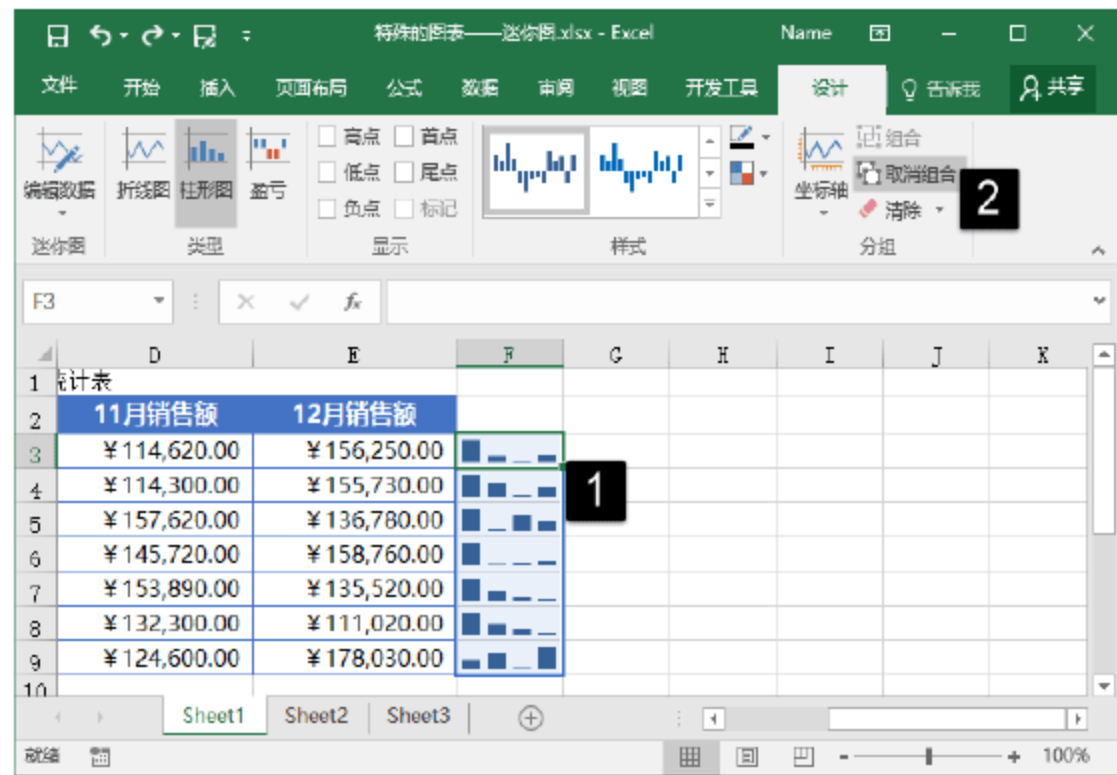 特殊的图表——迷你图.xlsx - Excel Name
文件 开始 插入 页面布局 公式 数据 审阅 视图 开发工具 设计 告诉我 共享
高点 首点 组合
编辑数据 折线图 柱形图 盈亏 低点 尾点 坐标轴 取消组合 2
负点 标记 清除
迷你图 类型 显示 样式 分组
F3 fx
D E F G H I J K
1 统计表
2 11月销售额 12月销售额
3 ¥114,620.00 ¥156,250.00
4 ¥114,300.00 ¥155,730.00 1
5 ¥157,620.00 ¥136,780.00
6 ¥145,720.00 ¥158,760.00
7 ¥153,890.00 ¥135,520.00
8 ¥132,300.00 ¥111,020.00
9 ¥124,600.00 ¥178,030.00
10
Sheet1 Sheet2 Sheet3
就绪 100%